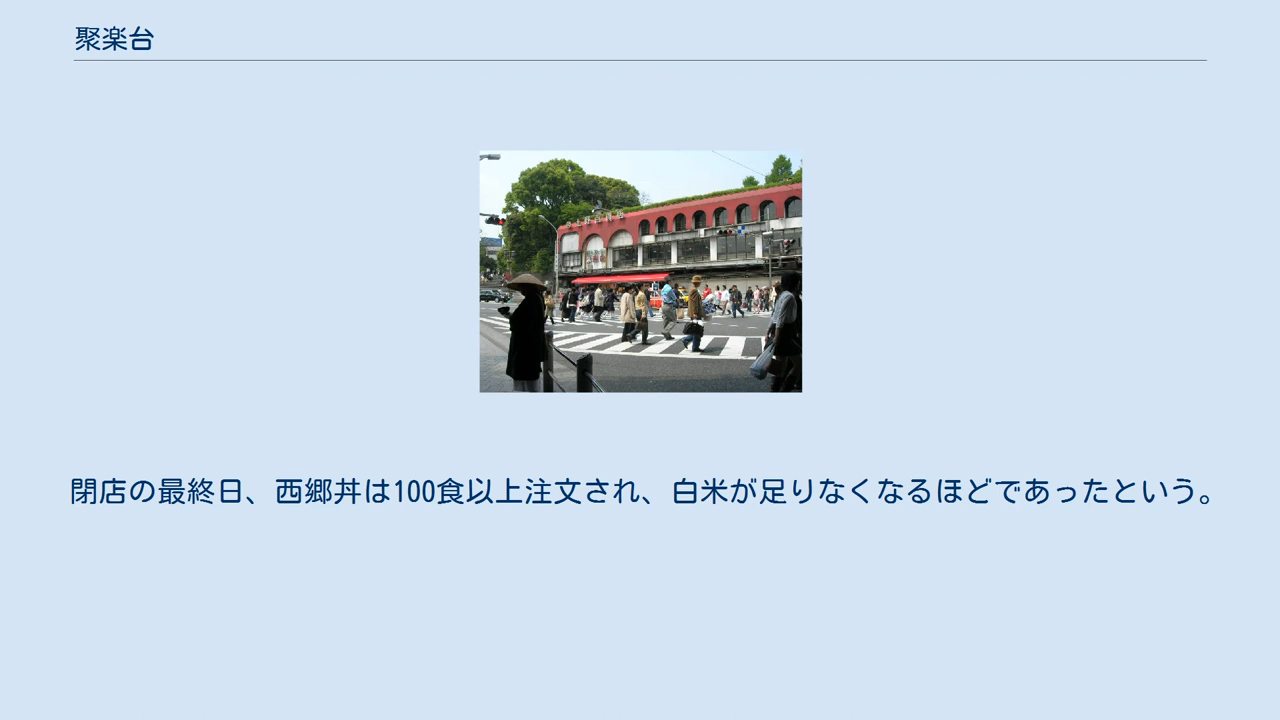 聚楽台
閉店の最終日、西郷丼は100食以上注文され、白米が足りなくなるほどであったという。